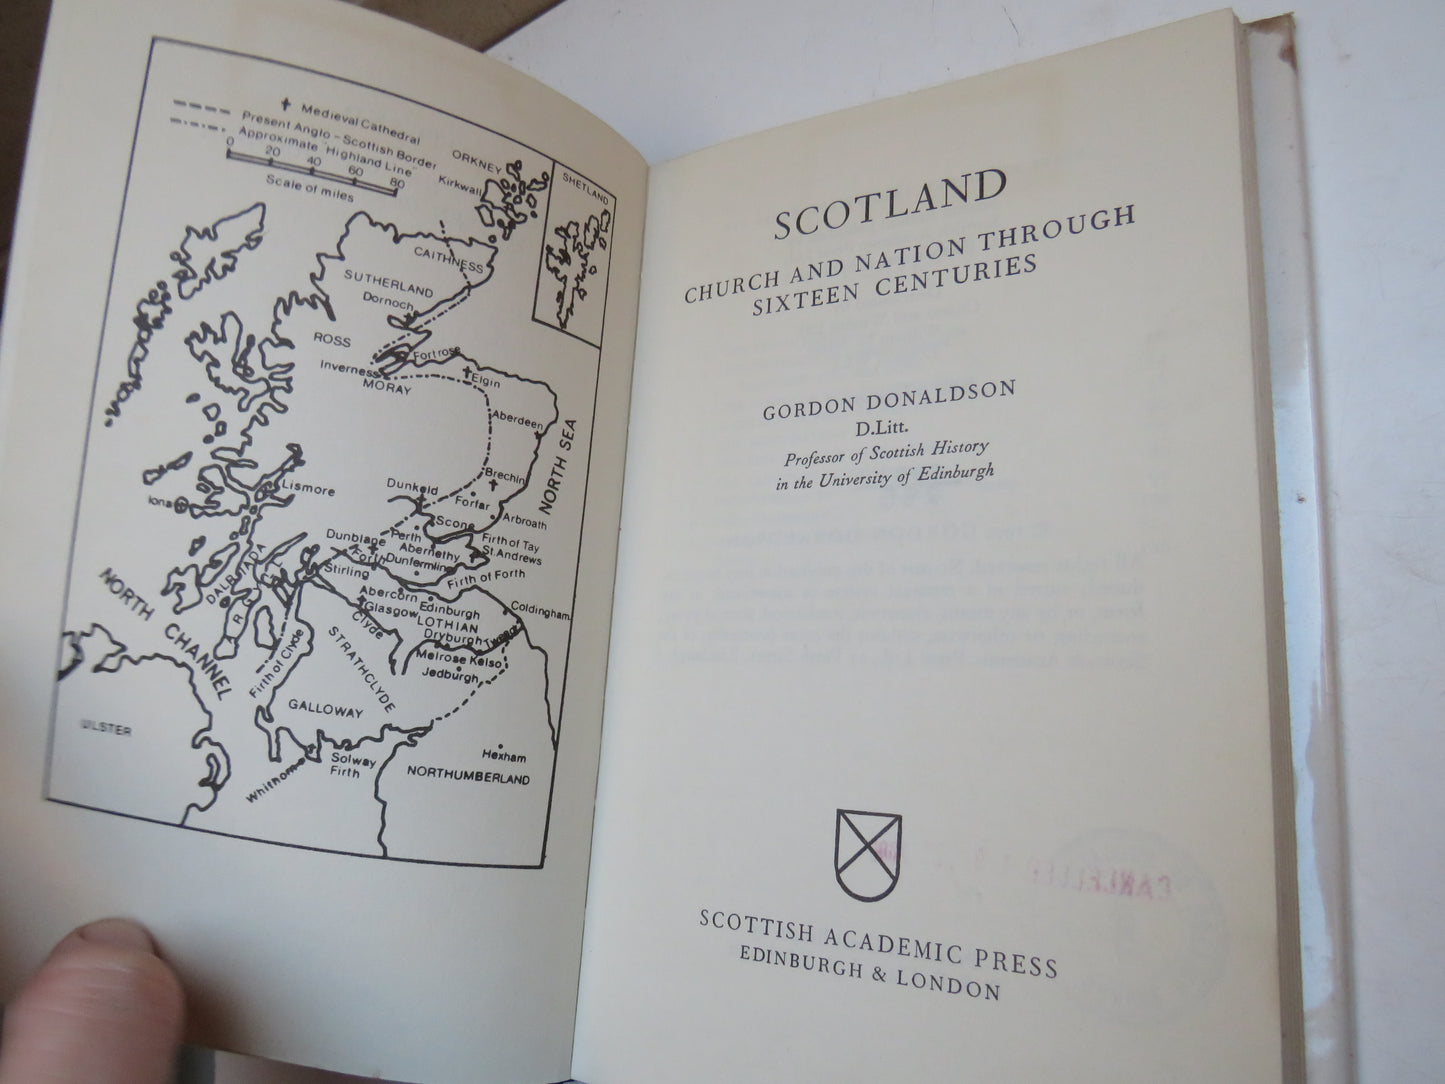 Medieval Cathedral
Present Anglo-Scottish Border
Approximate "Highland Line"
0 20 40 60 80
Scale of miles
ORKNEY
Kirkwall
SHETLAND
CAITHNESS
SUTHERLAND
Dornoch
ROSS
Fortrose
Inverness
MORAY
Elgin
Aberdeen
NORTH SEA
Brechin
Dunkeld
Forfar
Lismore
Iona
Scone
Arbroath
Perth
Firth of Tay
Dunblane
Abernethy
St. Andrews
Forth
Dunfermline
Stirling
Firth of Forth
DALRIADA
ARGYLL
Abercorn
Edinburgh
Coldingham
Glasgow
LOTHIAN
Clyde
Dryburgh
Tweed
Melrose
Kelso
Jedburgh
NORTH CHANNEL
Firth of Clyde
STRATHCLYDE
GALLOWAY
ULSTER
Whithorn
Solway
Firth
Hexham
NORTHUMBERLAND
SCOTLAND
CHURCH AND NATION THROUGH
SIXTEEN CENTURIES
GORDON DONALDSON
D.Litt.
Professor of Scottish History
in the University of Edinburgh
SCOTTISH ACADEMIC PRESS
EDINBURGH & LONDON